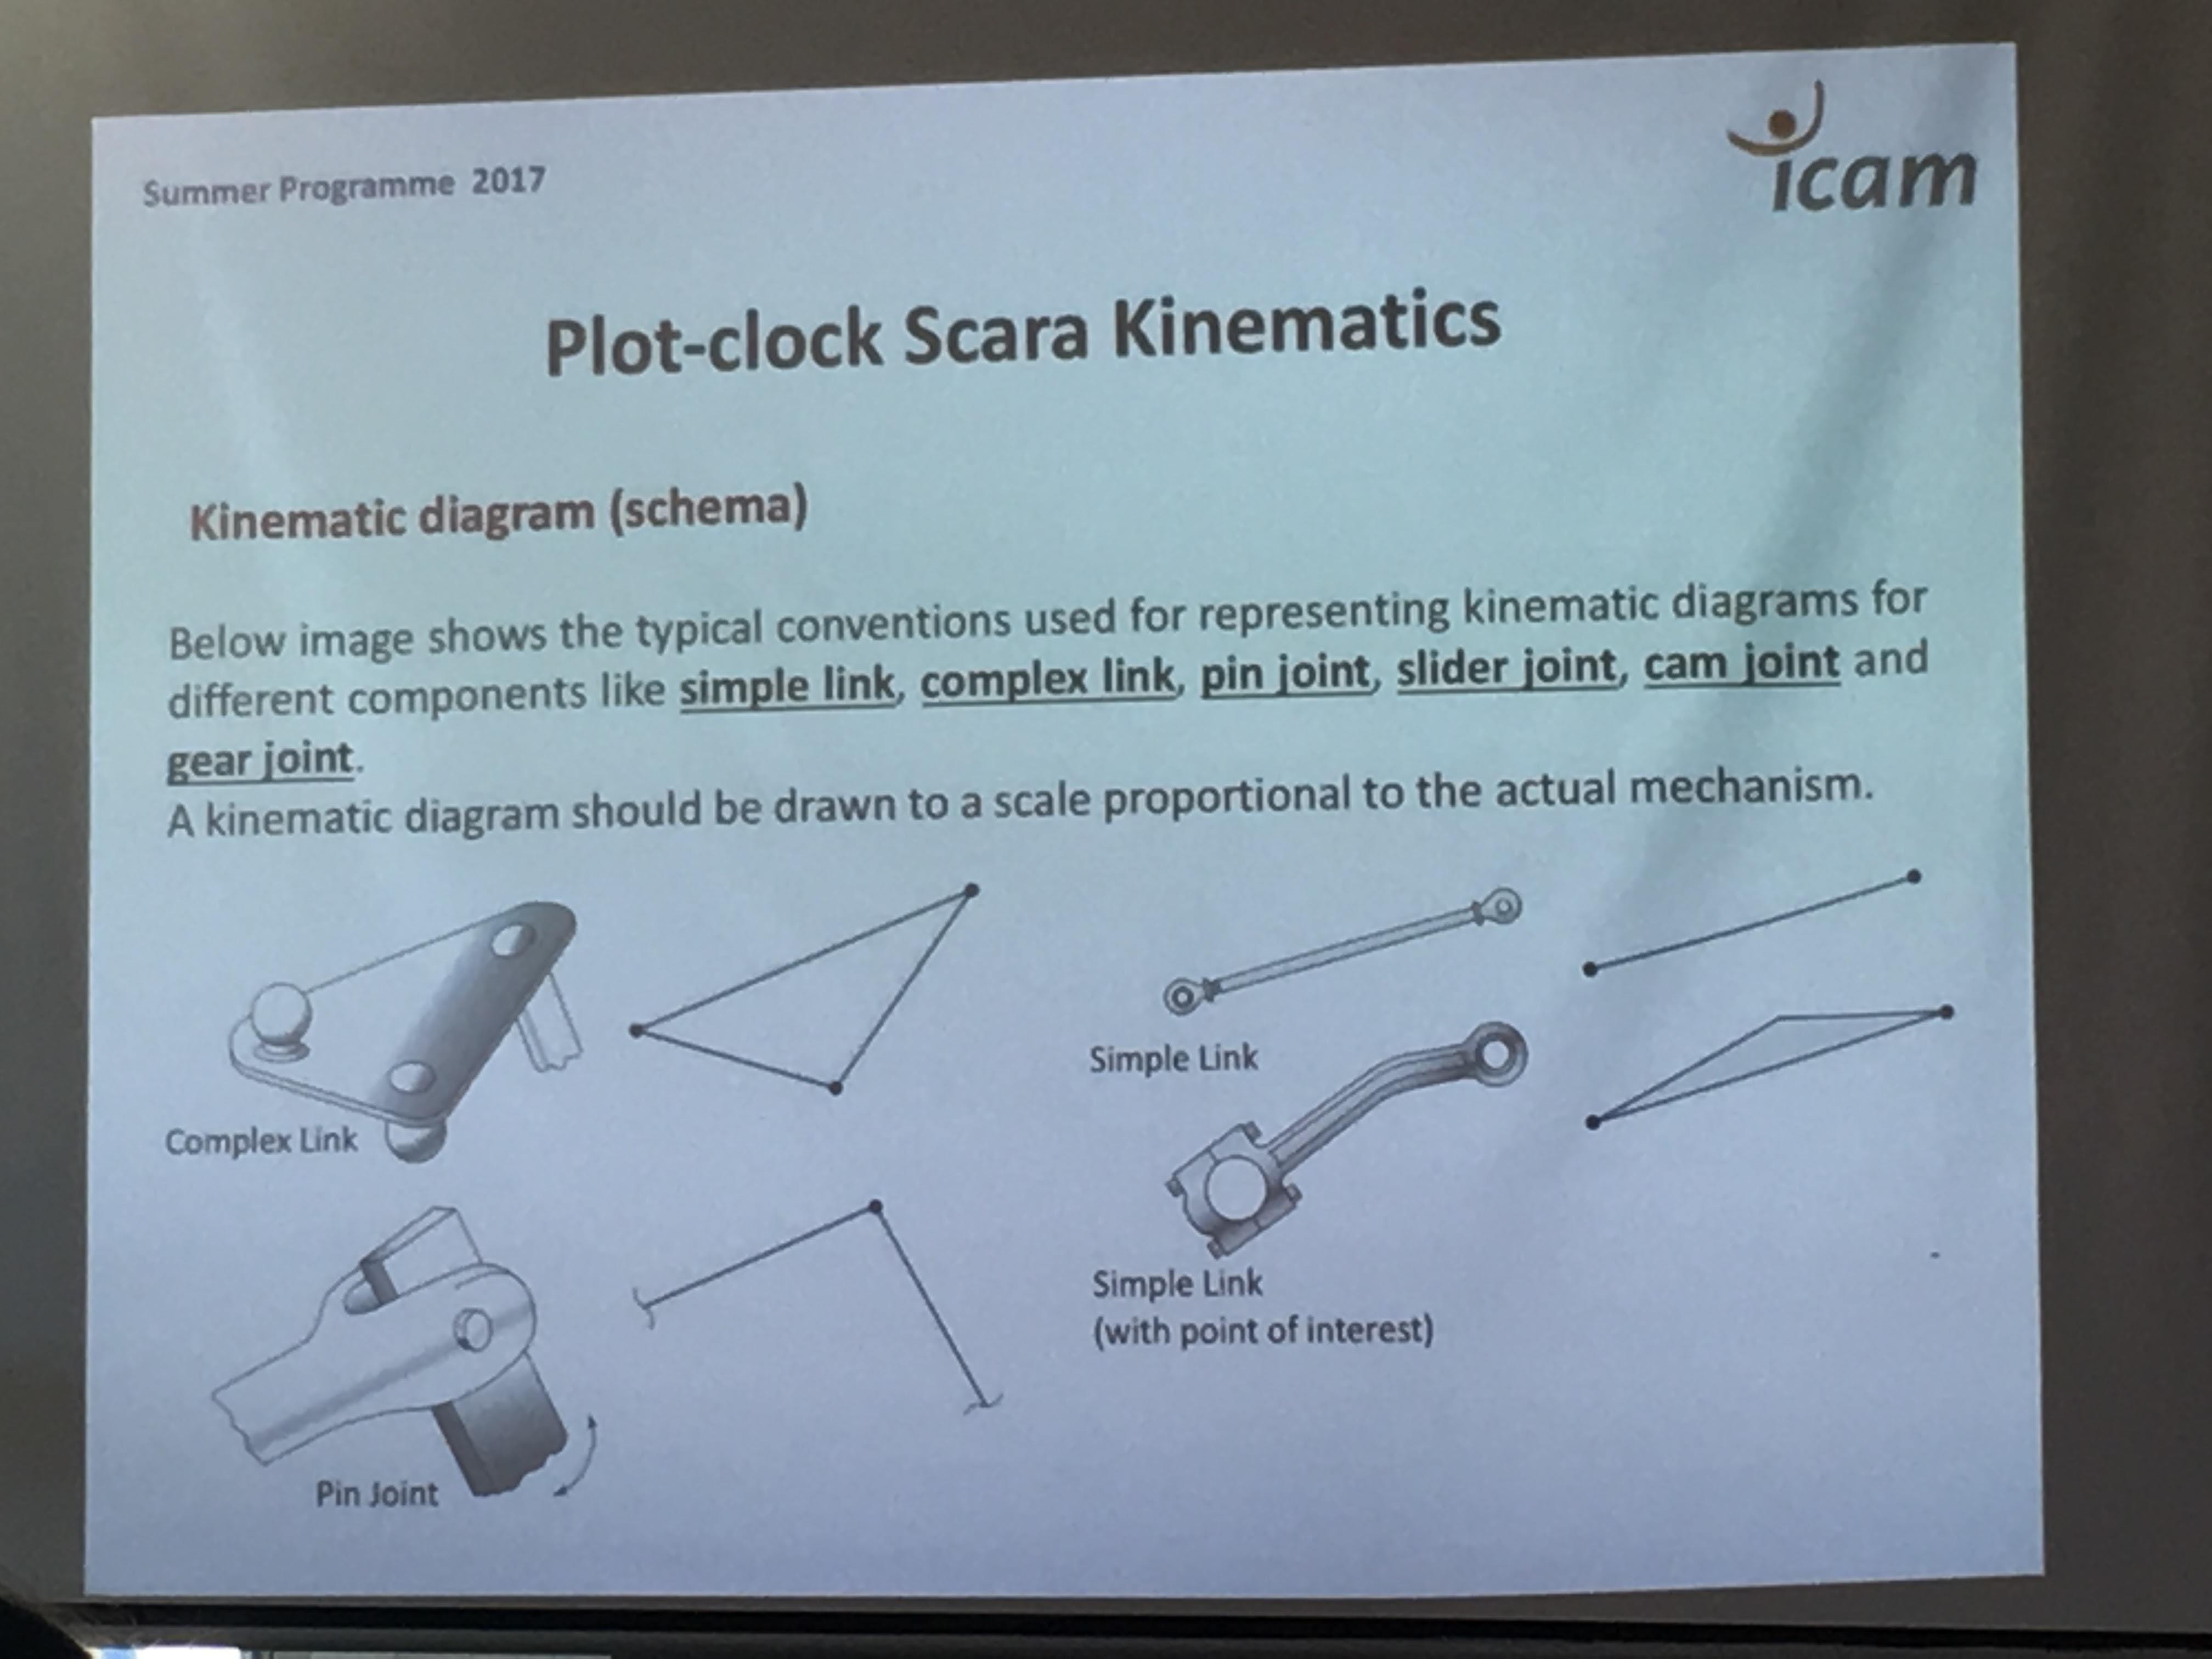 Summer Programme 2017
icam
Plot-clock Scara Kinematics
Kinematic diagram (schema)
Below image shows the typical conventions used for representing kinematic diagrams for
different components like simple link, complex link, pin joint, slider joint, cam joint and
gear joint.
A kinematic diagram should be drawn to a scale proportional to the actual mechanism.
Complex Link
Simple Link
Pin Joint
Simple Link
(with point of interest)